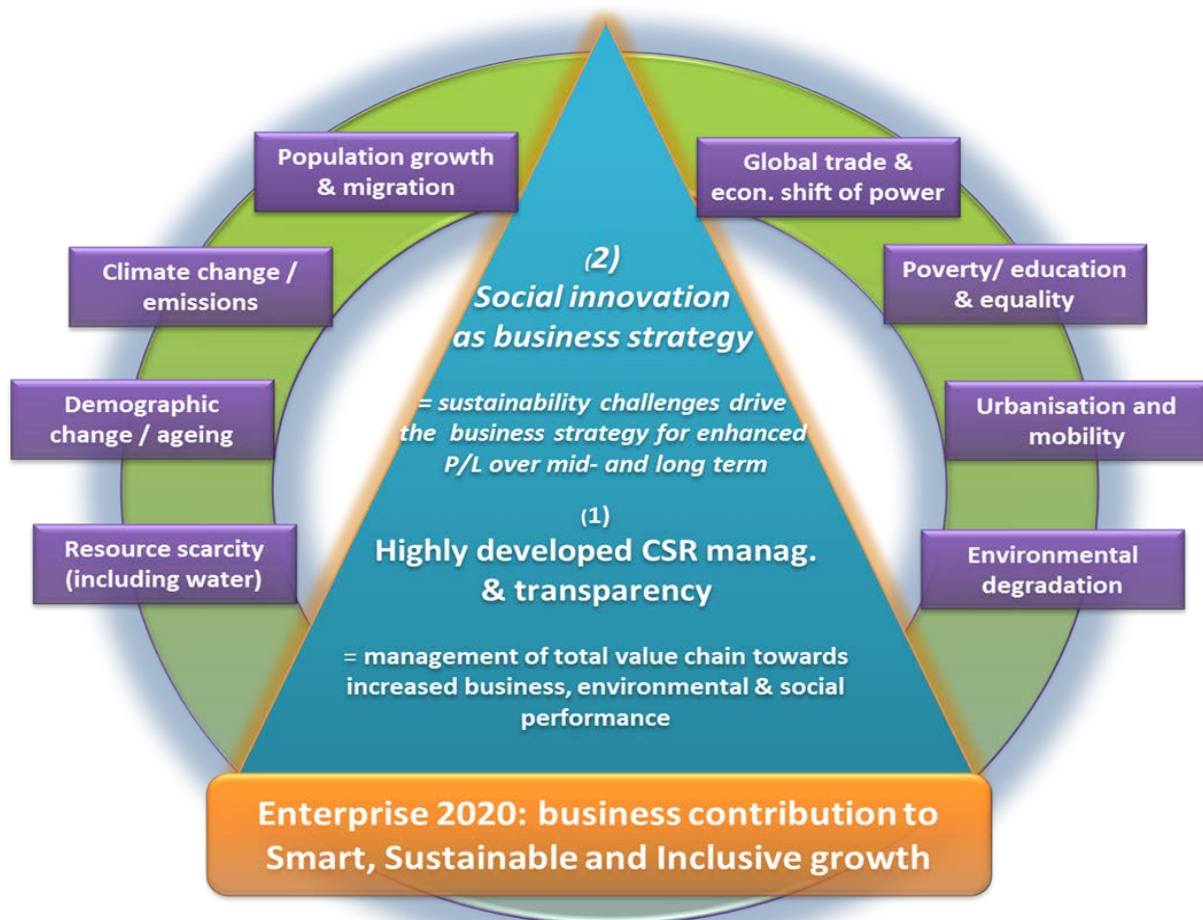 Population growth
& migration
Global trade &
econ. shift of power
Climate change /
emissions
Poverty/ education
& equality
Demographic
change / ageing
Urbanisation and
mobility
Resource scarcity
(including water)
Environmental
degradation
(2)
Social innovation
as business strategy
= sustainability challenges drive
the business strategy for enhanced
P/L over mid- and long term
(1)
Highly developed CSR manag.
& transparency
= management of total value chain towards
increased business, environmental & social
performance
Enterprise 2020: business contribution to
Smart, Sustainable and Inclusive growth